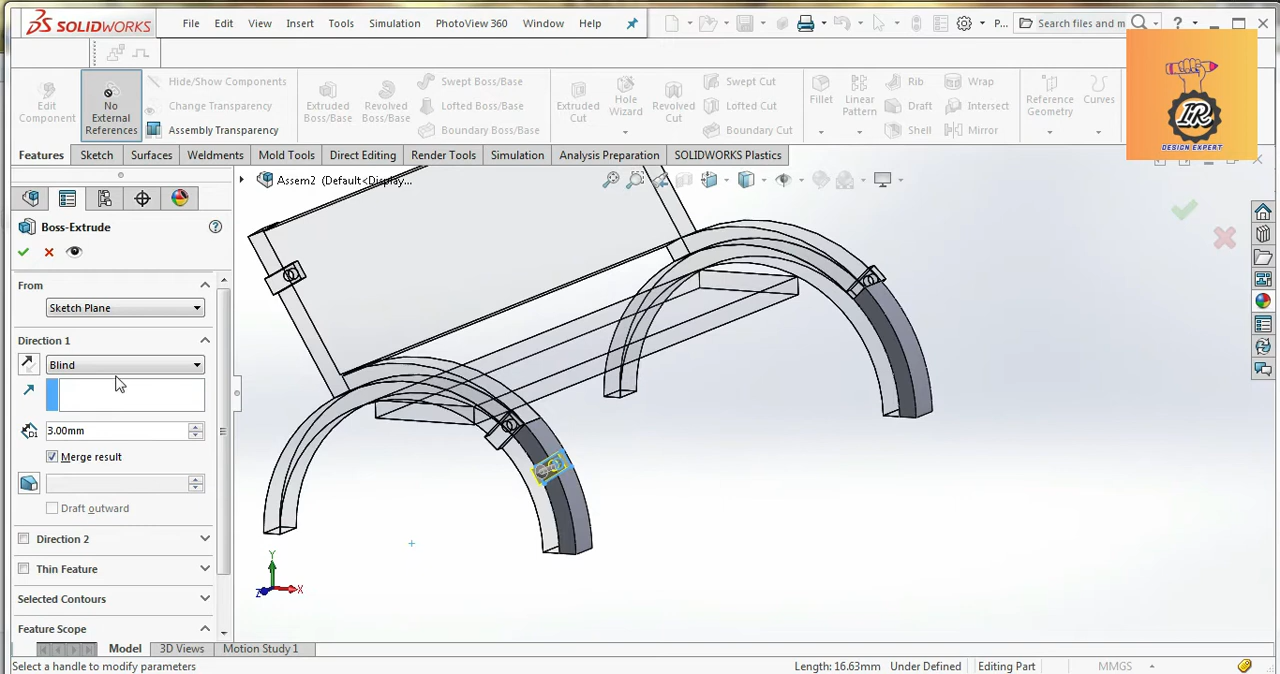 SOLIDWORKS File Edit View Insert Tools Simulation PhotoView 360 Window Help P... Search files and m ?
Edit Component
No External References
Hide/Show Components
Change Transparency
Assembly Transparency
Extruded Boss/Base
Revolved Boss/Base
Swept Boss/Base
Lofted Boss/Base
Boundary Boss/Base
Extruded Cut
Hole Wizard
Revolved Cut
Swept Cut
Lofted Cut
Boundary Cut
Fillet
Linear Pattern
Rib
Draft
Shell
Wrap
Intersect
Mirror
Reference Geometry
Curves
IR
DESIGN EXPERT
Features Sketch Surfaces Weldments Mold Tools Direct Editing Render Tools Simulation Analysis Preparation SOLIDWORKS Plastics
Assem2 (Default<Display...
Boss-Extrude
From
Sketch Plane
Direction 1
Blind
3.00mm
Merge result
Draft outward
Direction 2
Thin Feature
Selected Contours
Feature Scope
Y
X
Z
Model 3D Views Motion Study 1
Select a handle to modify parameters Length: 16.63mm Under Defined Editing Part MMGS